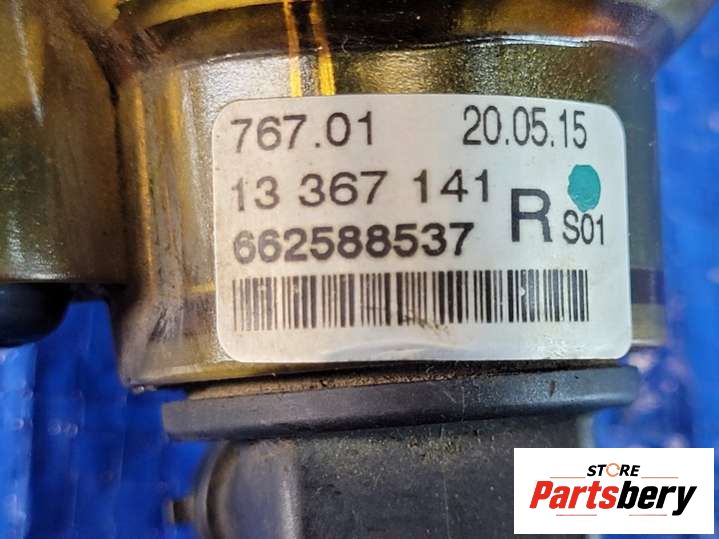 767.01 20.05.15
13 367 141
662588537 R S01
STORE
Partsbery